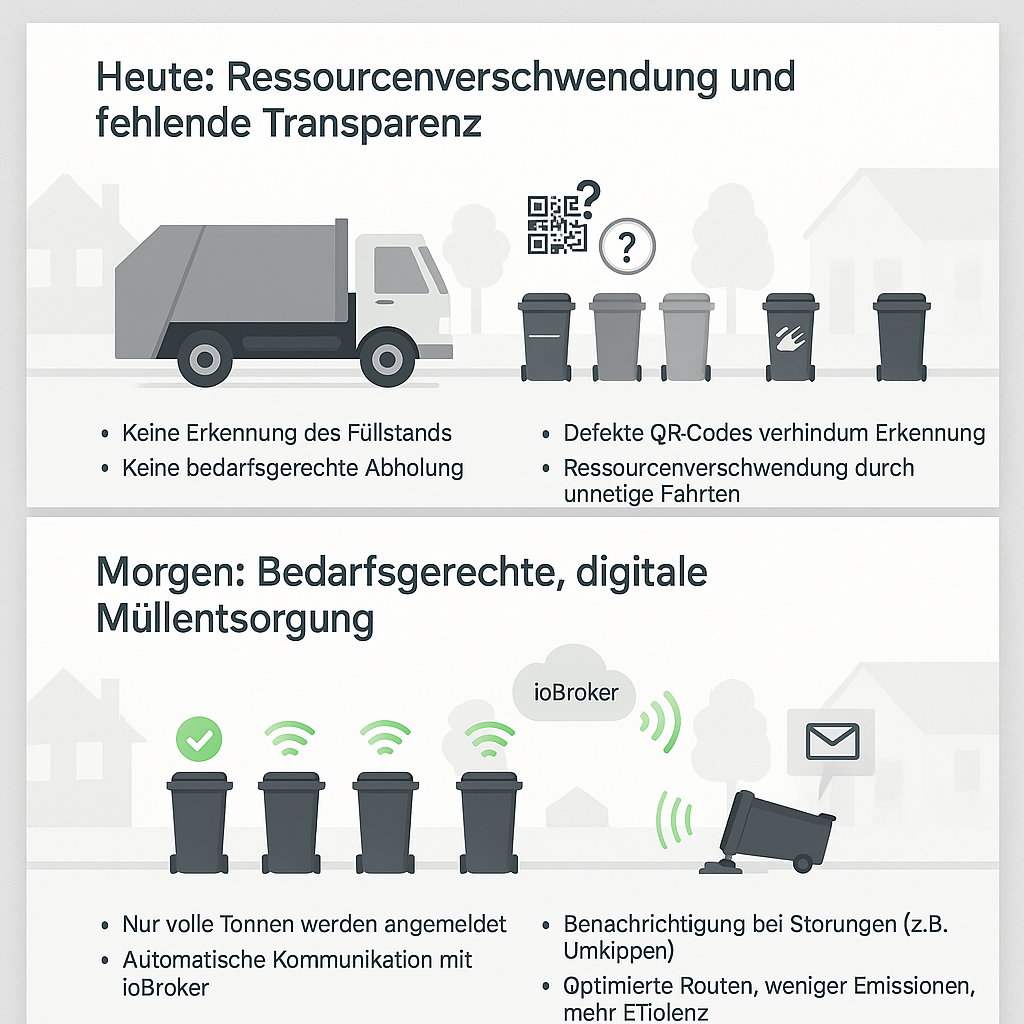 Heute: Ressourcenverschwendung und
fehlende Transparenz
?
?
• Keine Erkennung des Füllstands
• Keine bedarfsgerechte Abholung
• Defekte QR-Codes verhindum Erkennung
• Ressourcenverschwendung durch
unnetige Fahrten
Morgen: Bedarfsgerechte, digitale
Müllentsorgung
ioBroker
• Nur volle Tonnen werden angemeldet
• Automatische Kommunikation mit
ioBroker
• Benachrichtigung bei Storungen (z.B.
Umkippen)
• Optimierte Routen, weniger Emissionen,
mehr ETiolenz